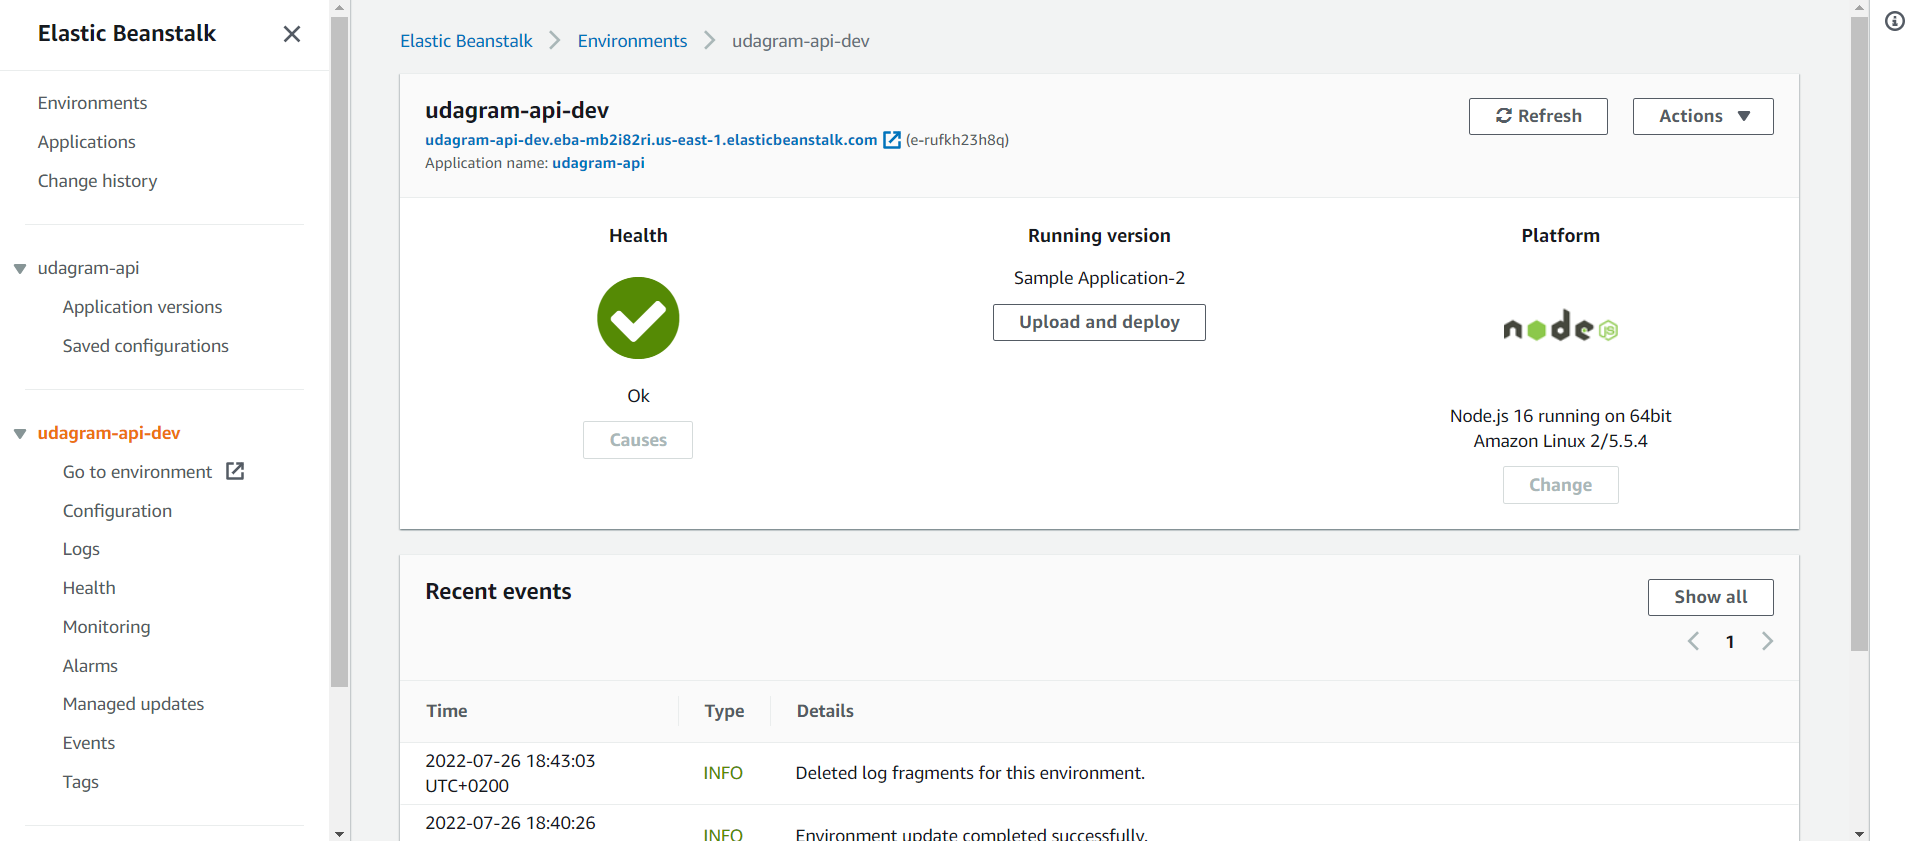 Elastic Beanstalk
Environments
Applications
Change history
udagram-api
Application versions
Saved configurations
udagram-api-dev
Go to environment
Configuration
Logs
Health
Monitoring
Alarms
Managed updates
Events
Tags
Elastic Beanstalk Environments udagram-api-dev
udagram-api-dev
udagram-api-dev.eba-mb2i82ri.us-east-1.elasticbeanstalk.com (e-rufkh23h8q)
Application name: udagram-api
Refresh
Actions
Health
Ok
Causes
Running version
Sample Application-2
Upload and deploy
Platform
node JS
Node.js 16 running on 64bit
Amazon Linux 2/5.5.4
Change
Recent events
Show all
1
Time Type Details
2022-07-26 18:43:03
UTC+0200
INFO
Deleted log fragments for this environment.
2022-07-26 18:40:26
INFO
Environment update completed successfully.